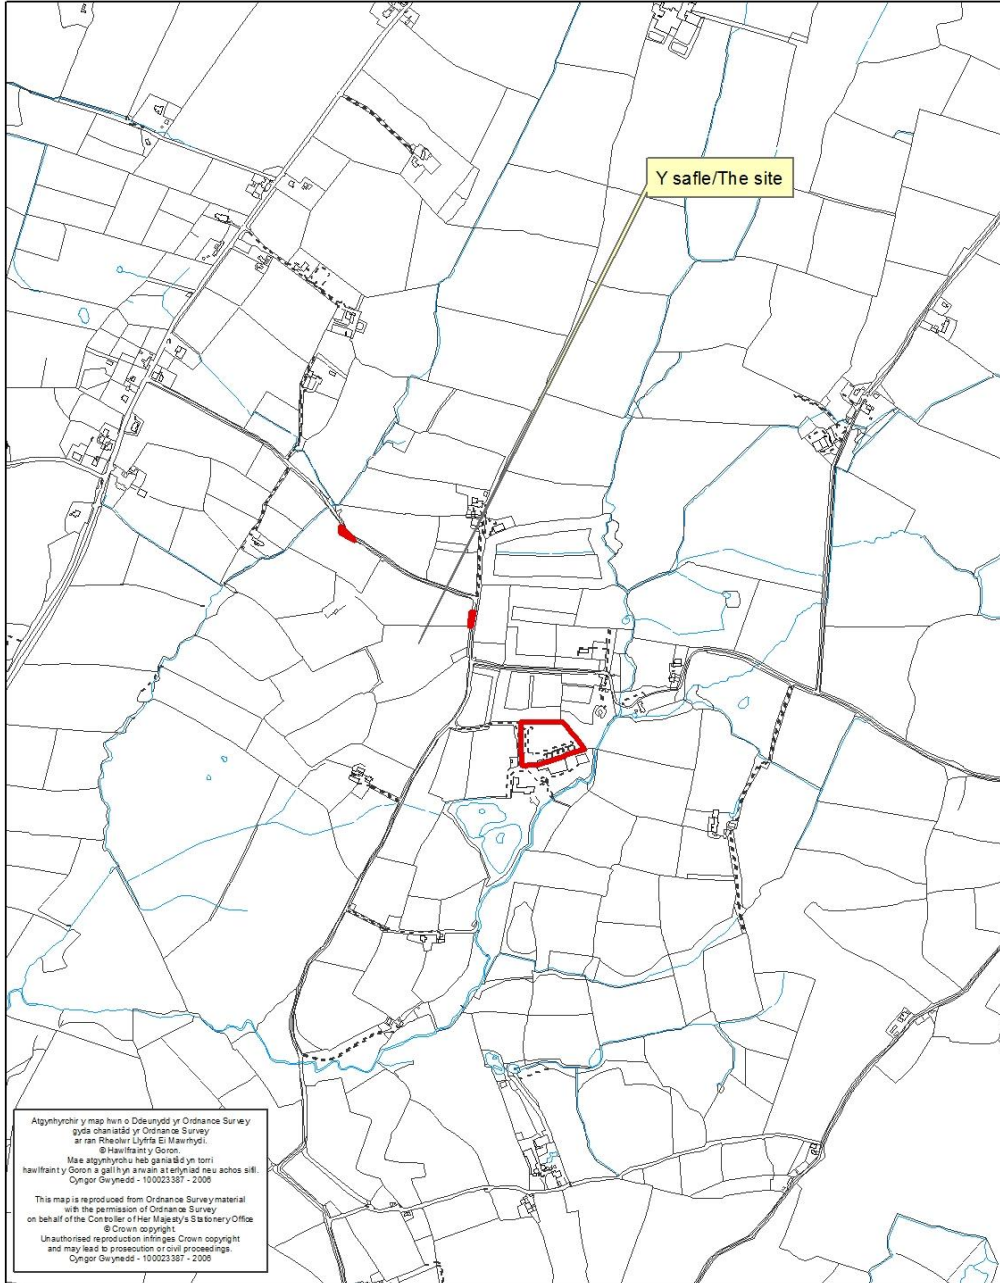 Y safle/The site
Atgynhyrchir y map hwn o Ddeunydd yr Ordnance Survey
gyda chaniatâd yr Ordnance Survey
ar ran Rheolwr Llyfrfa Ei Mawrhydi.
© Hawlfraint y Goron.
Mae atgynhyrchu heb ganiatâd yn torri
hawlfraint y Goron a gall hyn arwain at erlyniad neu achos sifil.
Cyngor Gwynedd - 100023387 - 2006
This map is reproduced from Ordnance Survey material
with the permission of Ordnance Survey
on behalf of the Controller of Her Majesty's Stationery Office
© Crown copyright.
Unauthorised reproduction infringes Crown copyright
and may lead to prosecution or civil proceedings.
Cyngor Gwynedd - 100023387 - 2006